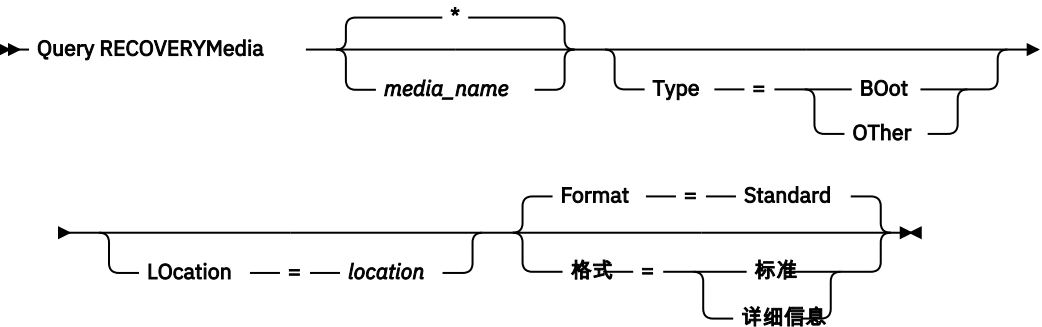 *
Query RECOVERYMedia
media_name
Type = BOot
OTher
Format = Standard
LOcation = location
格式 = 标准
详细信息